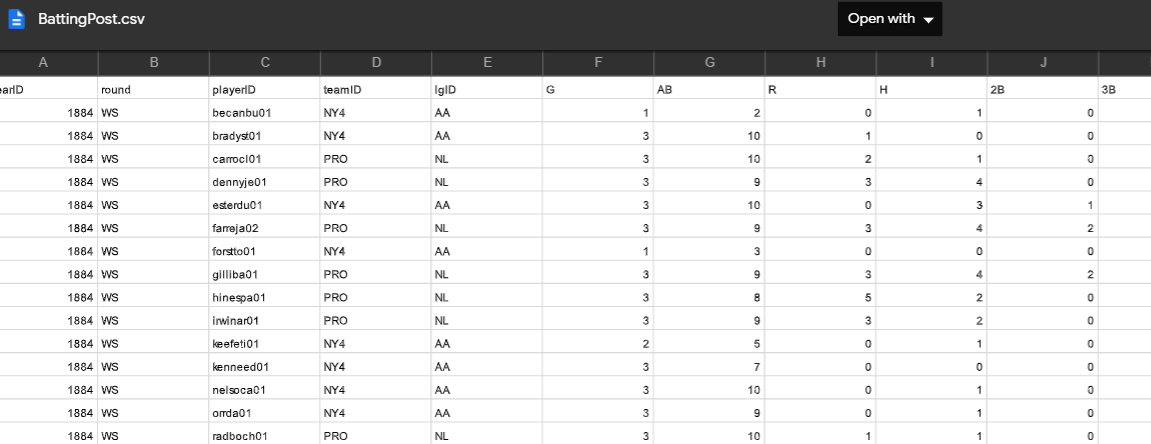 BattingPost.csv
Open with
A B C D E F G H I J
earID round playerID teamID lgID G AB R H 2B 3B
1884 WS becanbu01 NY4 AA 1 2 0 1 0
1884 WS bradyst01 NY4 AA 3 10 1 0 0
1884 WS carrocl01 PRO NL 3 10 2 1 0
1884 WS dennyje01 PRO NL 3 9 3 4 0
1884 WS esterdu01 NY4 AA 3 10 0 3 1
1884 WS farreja02 PRO NL 3 9 3 4 2
1884 WS forstto01 NY4 AA 1 3 0 0 0
1884 WS gilliba01 PRO NL 3 9 3 4 2
1884 WS hinespa01 PRO NL 3 8 5 2 0
1884 WS irwinar01 PRO NL 3 9 3 2 0
1884 WS keefeti01 NY4 AA 2 5 0 1 0
1884 WS kenneed01 NY4 AA 3 7 0 0 0
1884 WS nelsoca01 NY4 AA 3 10 0 1 0
1884 WS orrda01 NY4 AA 3 9 0 1 0
1884 WS radboch01 PRO NL 3 10 1 1 0